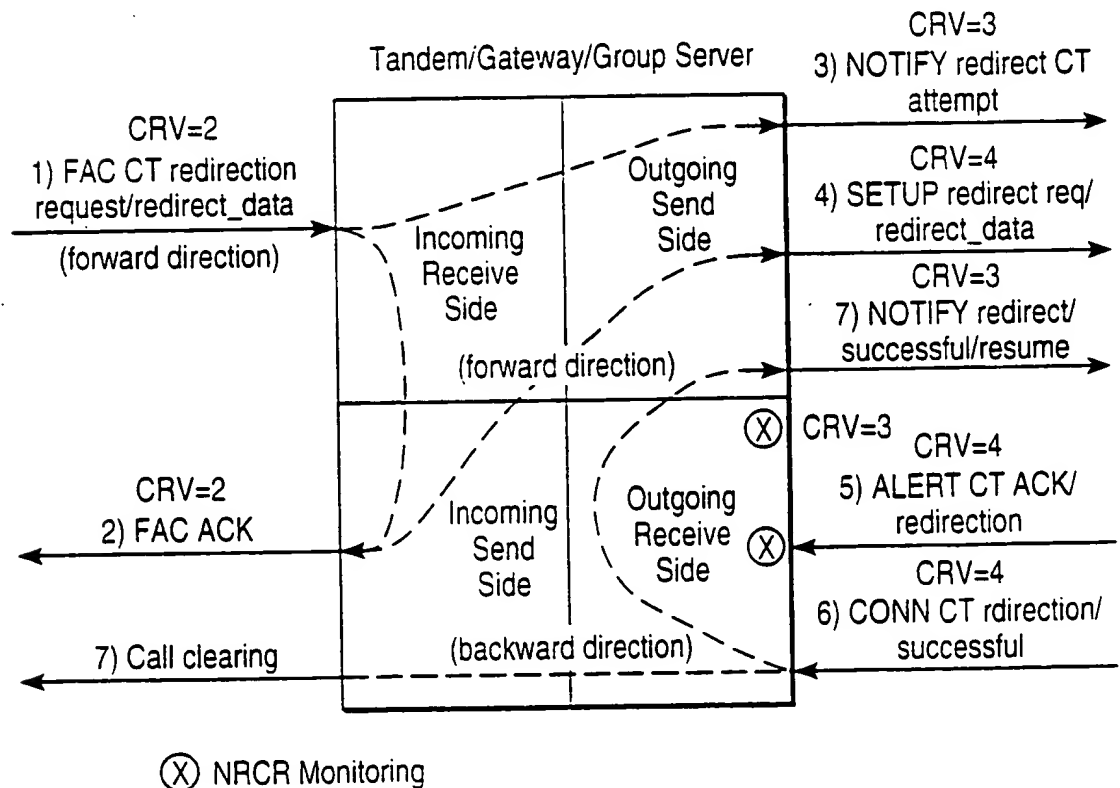 Tandem/Gateway/Group Server
CRV=2
1) FAC CT redirection
request/redirect_data
(forward direction)
CRV=3
3) NOTIFY redirect CT
attempt
CRV=4
4) SETUP redirect req/
redirect_data
CRV=3
7) NOTIFY redirect/
successful/resume
Incoming
Receive
Side
Outgoing
Send
Side
(forward direction)
CRV=2
2) FAC ACK
7) Call clearing
Incoming
Send
Side
Outgoing
Receive
Side
(backward direction)
X
CRV=3
CRV=4
5) ALERT CT ACK/
redirection
X
CRV=4
6) CONN CT rdirection/
successful
X NRCR Monitoring